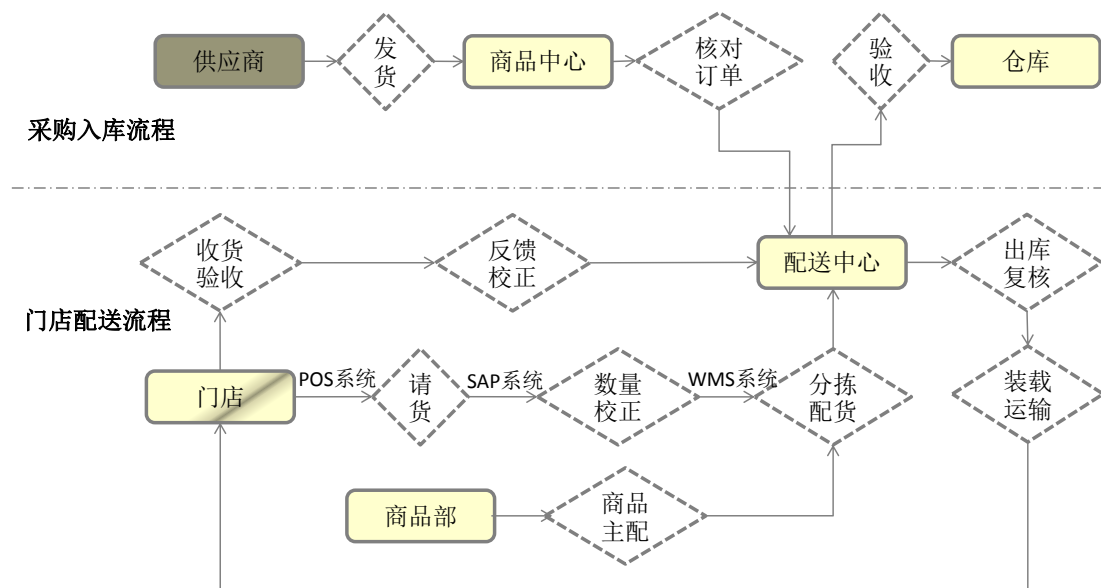 供应商
发
货
商品中心
核对
订单
验
收
仓库
采购入库流程
收货
验收
反馈
校正
配送中心
出库
复核
门店配送流程
门店
POS系统
请
货
SAP系统
数量
校正
WMS系统
分拣
配货
装载
运输
商品部
商品
主配